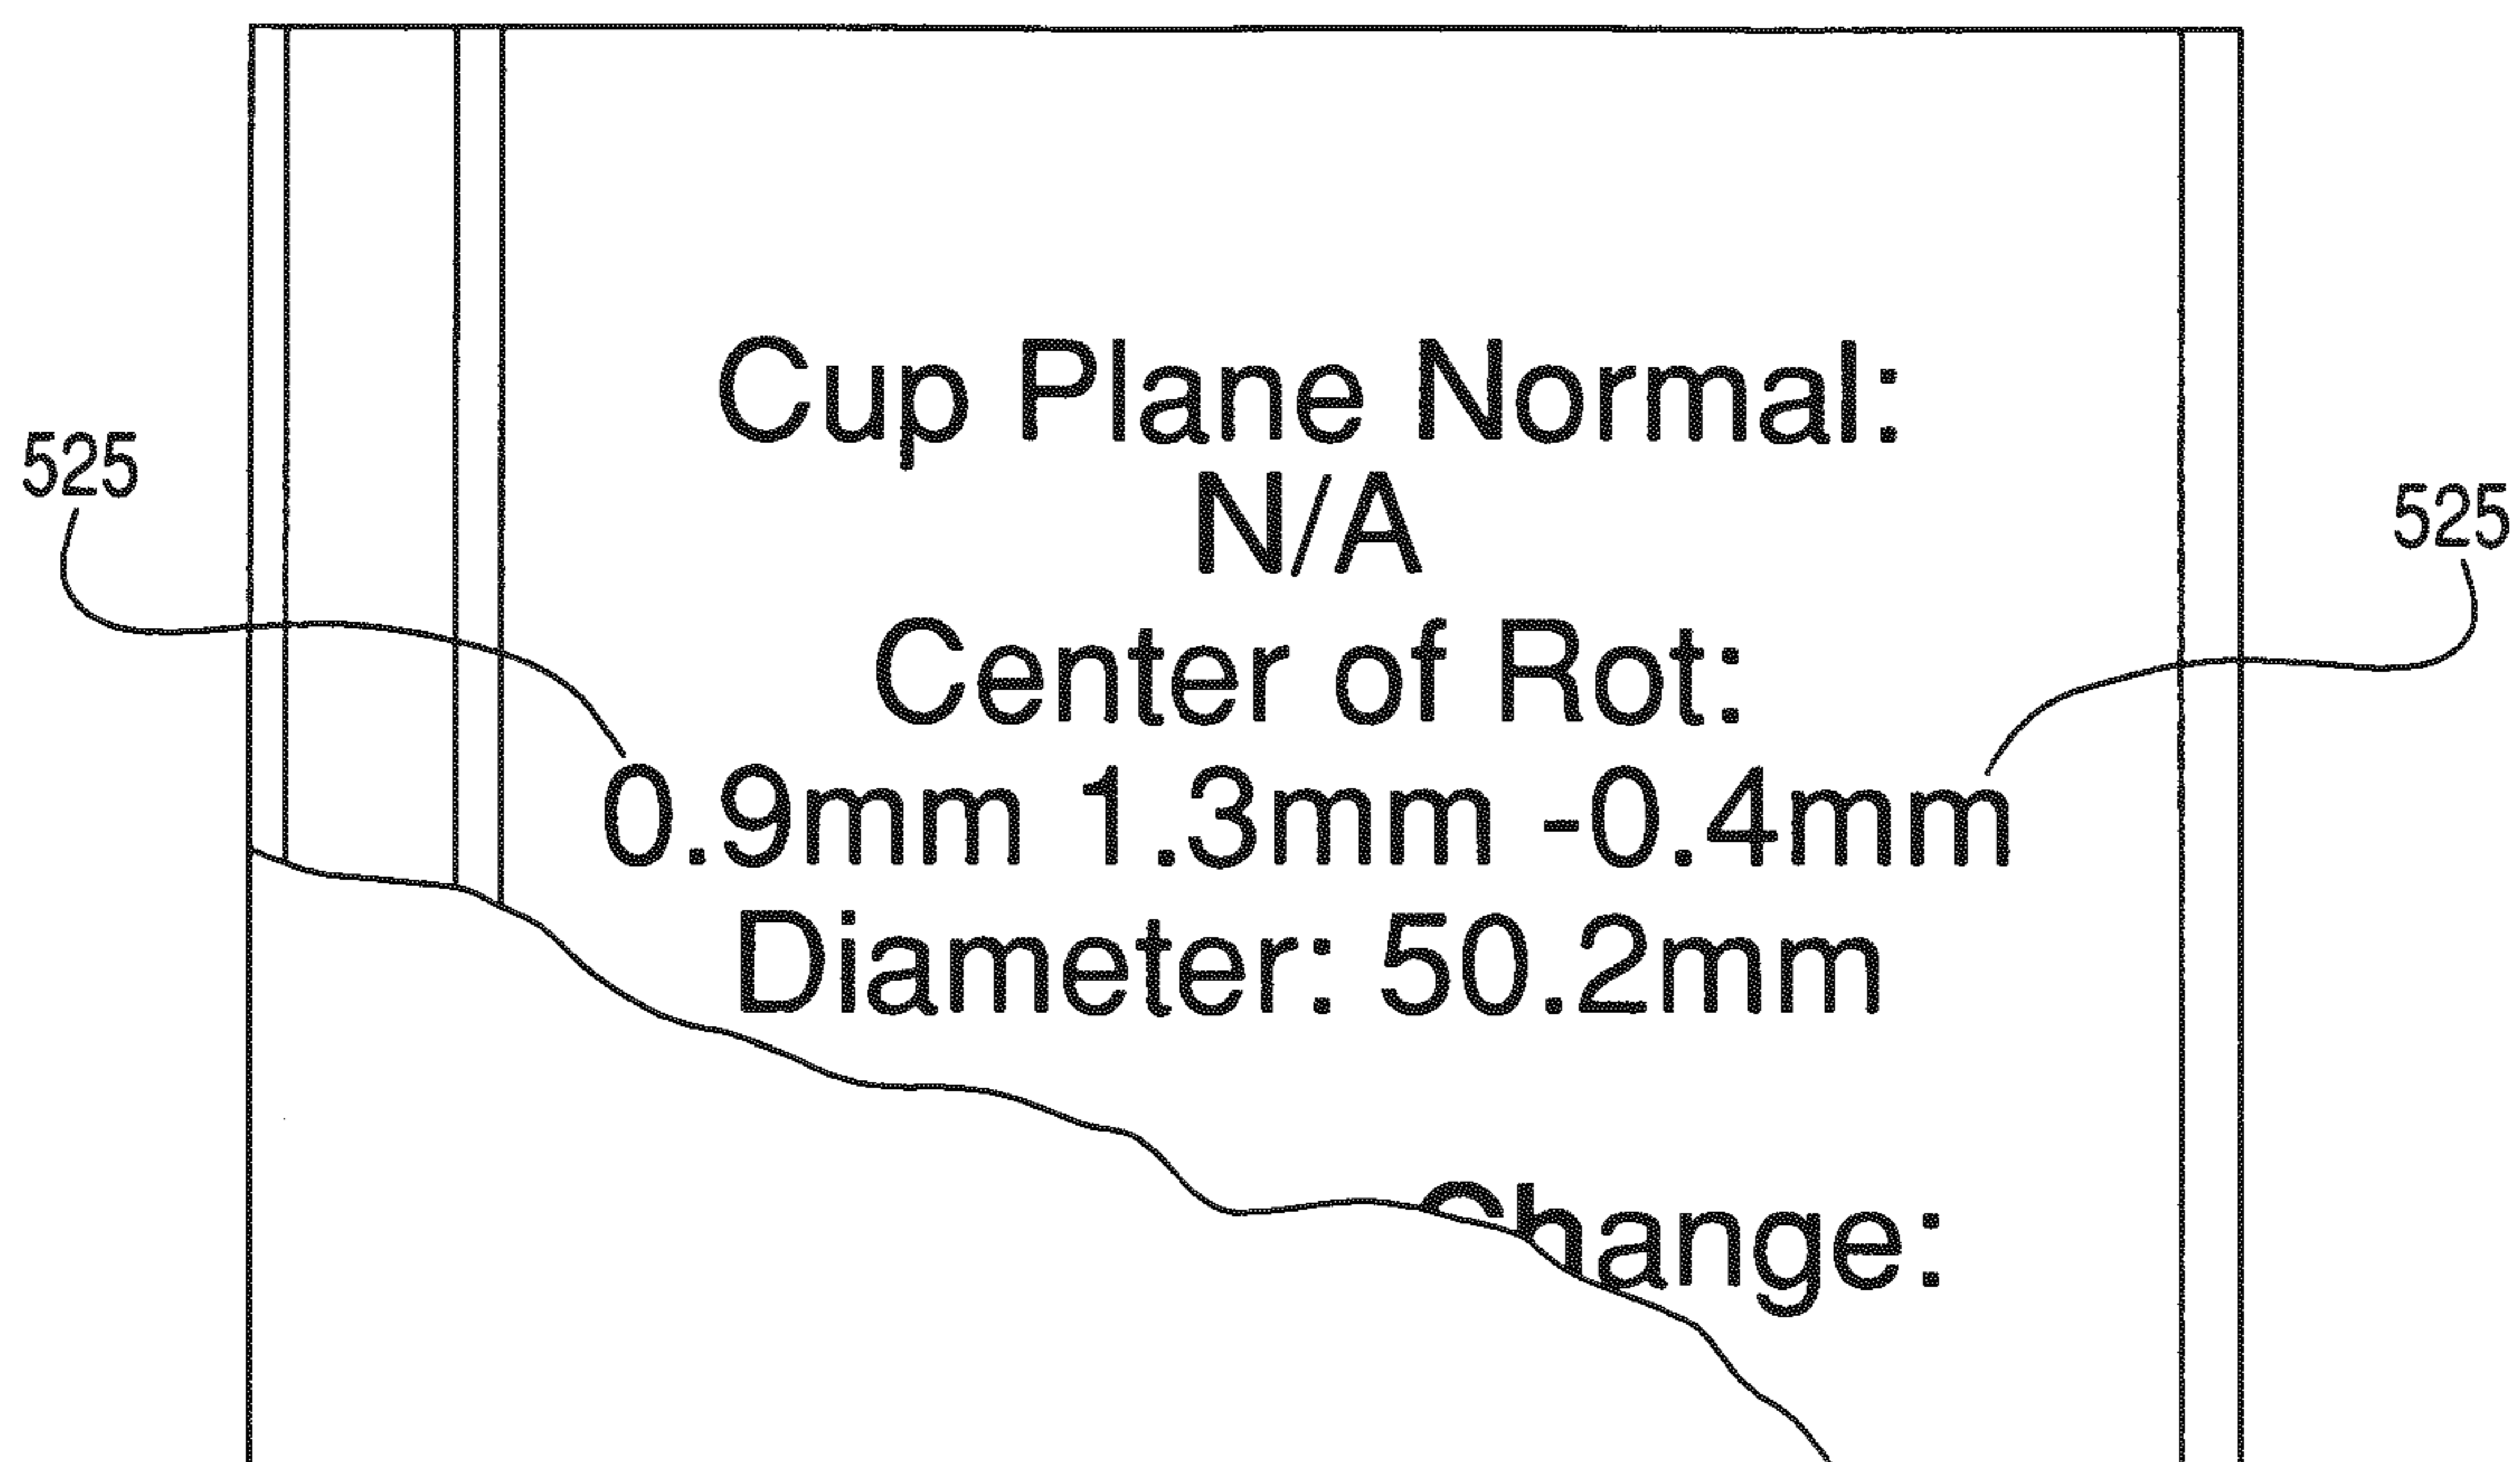 Cup Plane Normal:
525
N/A
525
Center of Rot:
0.9mm 1.3mm -0.4mm
Diameter: 50.2mm
Change: